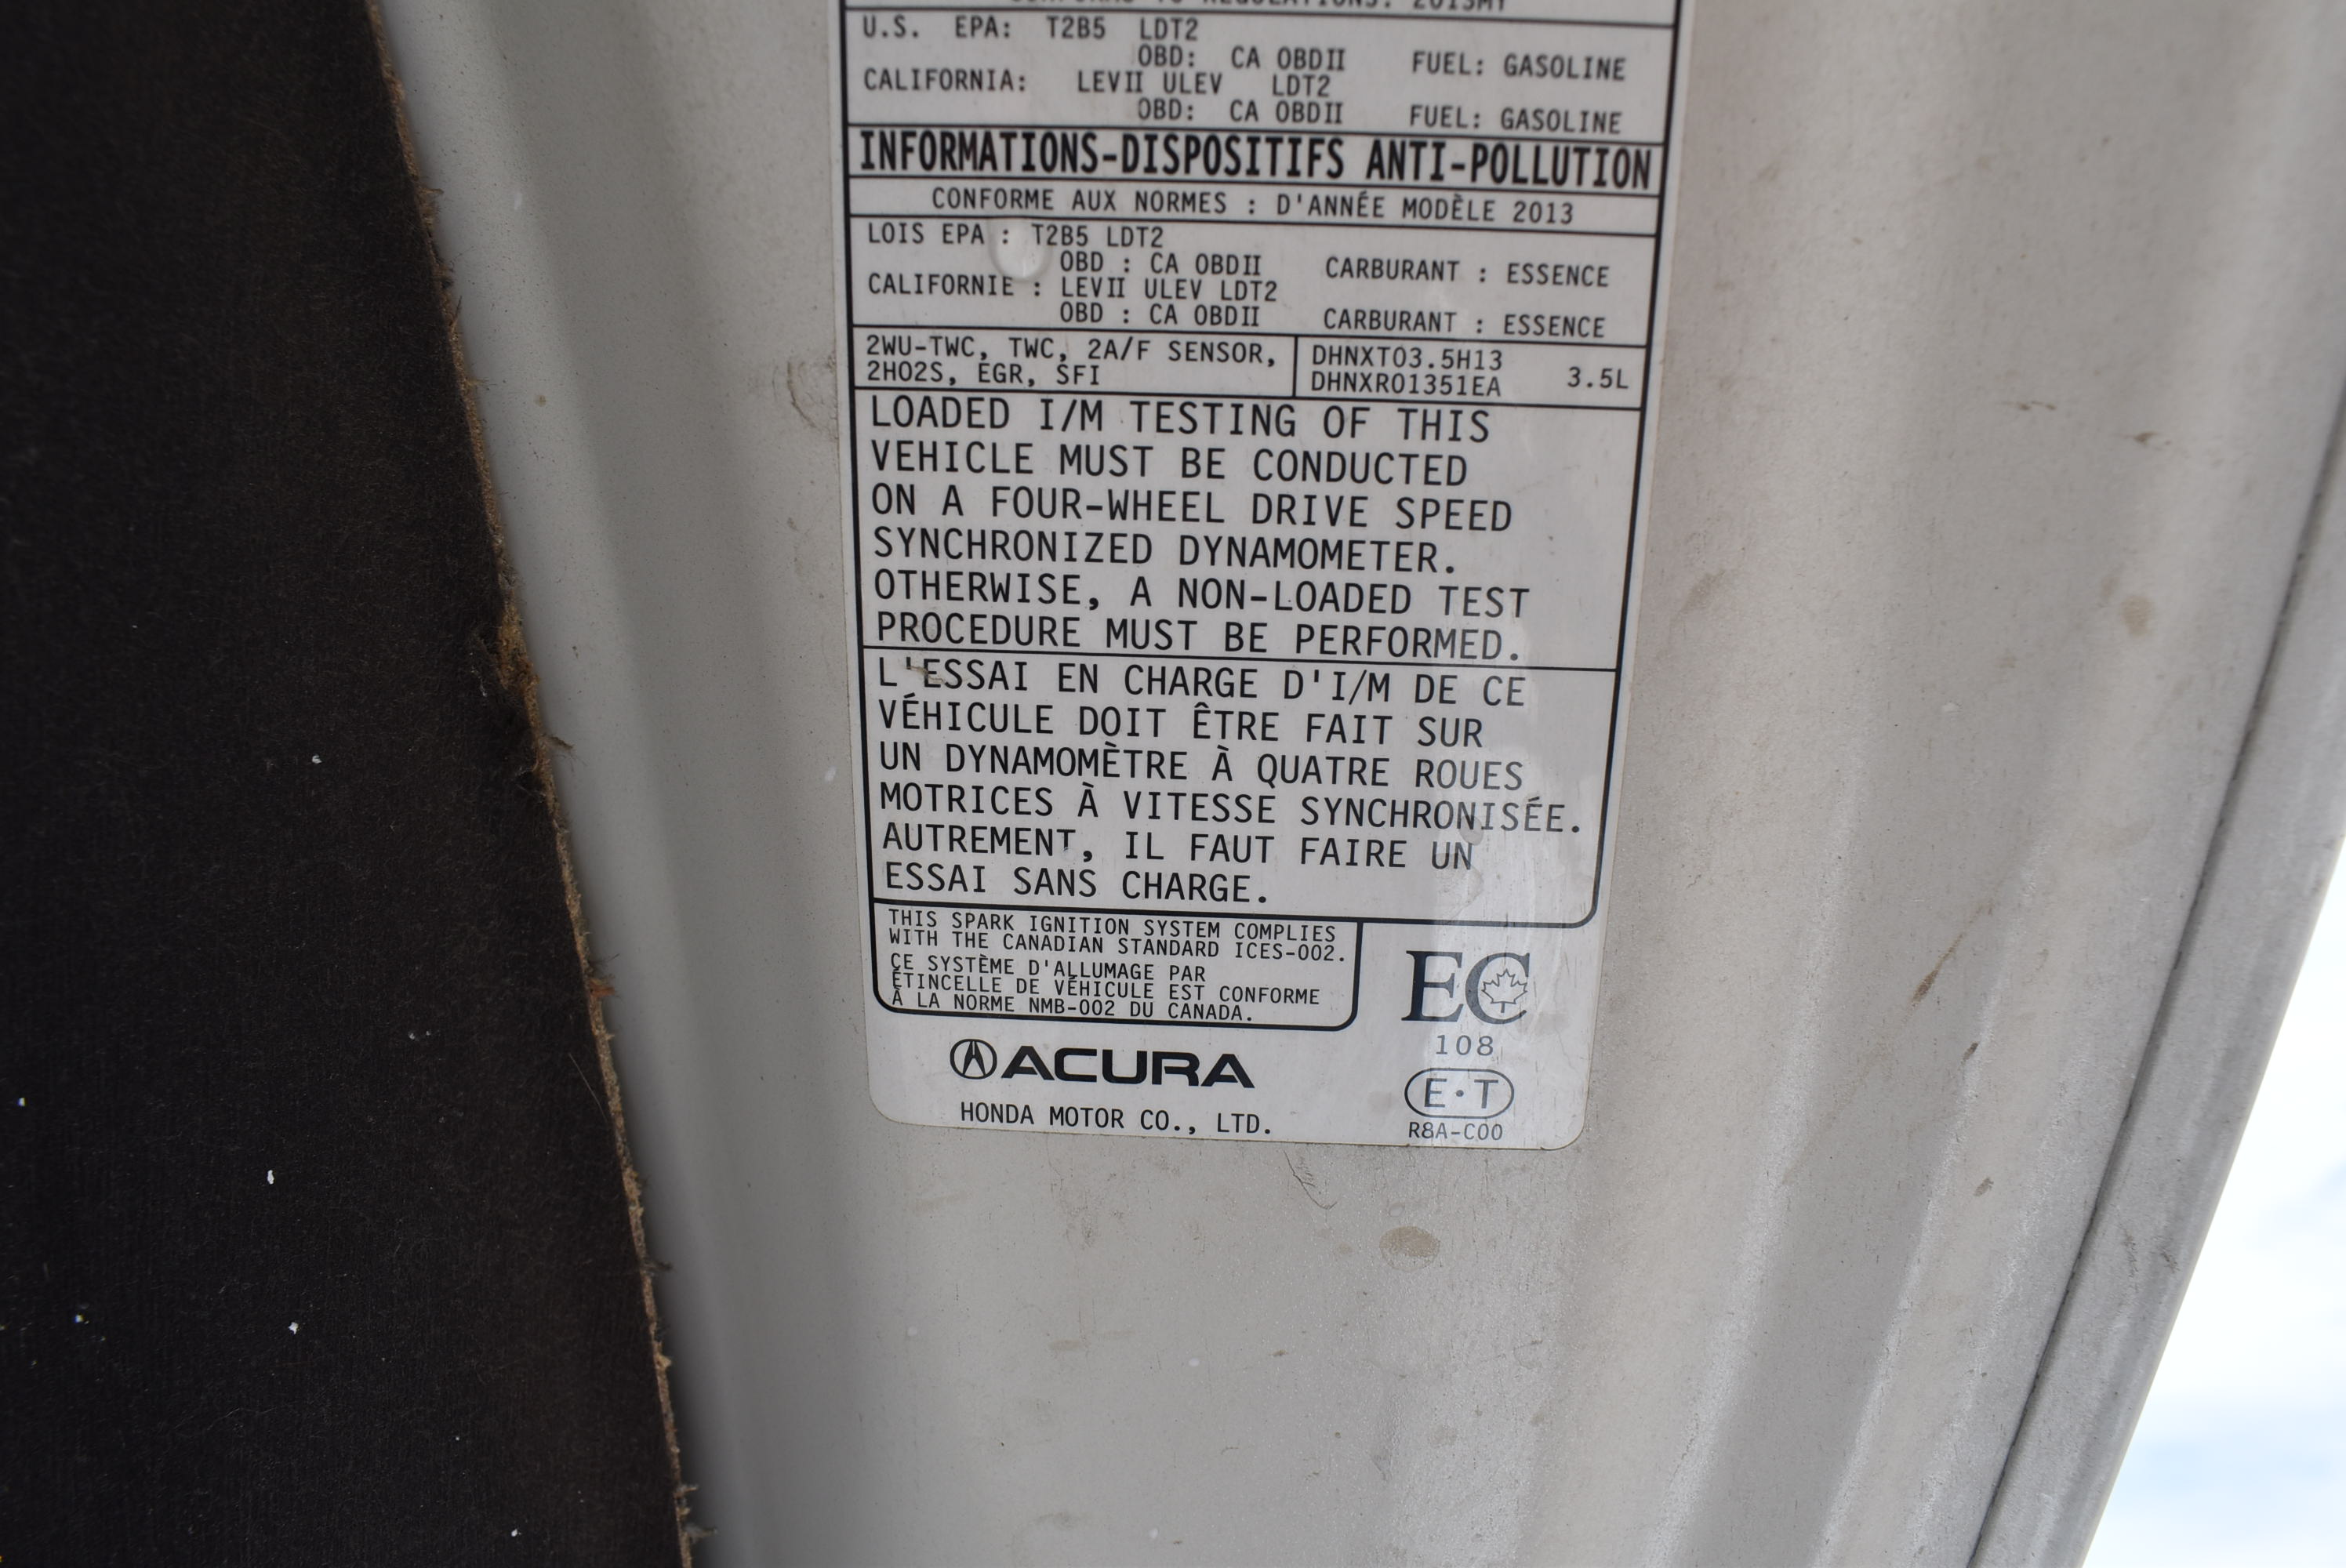 CONFORMS TO REGULATIONS: 2013MY
U.S. EPA: T2B5 LDT2
OBD: CA OBDII FUEL: GASOLINE
CALIFORNIA: LEVII ULEV LDT2
OBD: CA OBDII FUEL: GASOLINE
INFORMATIONS-DISPOSITIFS ANTI-POLLUTION
CONFORME AUX NORMES : D'ANNÉE MODÈLE 2013
LOIS EPA : T2B5 LDT2
OBD : CA OBDII CARBURANT : ESSENCE
CALIFORNIE : LEVII ULEV LDT2
OBD : CA OBDII CARBURANT : ESSENCE
2WU-TWC, TWC, 2A/F SENSOR,
2HO2S, EGR, SFI
DHNXT03.5H13
DHNXR01351EA 3.5L
LOADED I/M TESTING OF THIS
VEHICLE MUST BE CONDUCTED
ON A FOUR-WHEEL DRIVE SPEED
SYNCHRONIZED DYNAMOMETER.
OTHERWISE, A NON-LOADED TEST
PROCEDURE MUST BE PERFORMED.
L'ESSAI EN CHARGE D'I/M DE CE
VÉHICULE DOIT ÊTRE FAIT SUR
UN DYNAMOMÈTRE À QUATRE ROUES
MOTRICES À VITESSE SYNCHRONISÉE.
AUTREMENT, IL FAUT FAIRE UN
ESSAI SANS CHARGE.
THIS SPARK IGNITION SYSTEM COMPLIES
WITH THE CANADIAN STANDARD ICES-002.
CE SYSTÈME D'ALLUMAGE PAR
ÉTINCELLE DE VÉHICULE EST CONFORME
À LA NORME NMB-002 DU CANADA.
EC
108
E·T
R8A-C00
ACURA
HONDA MOTOR CO., LTD.